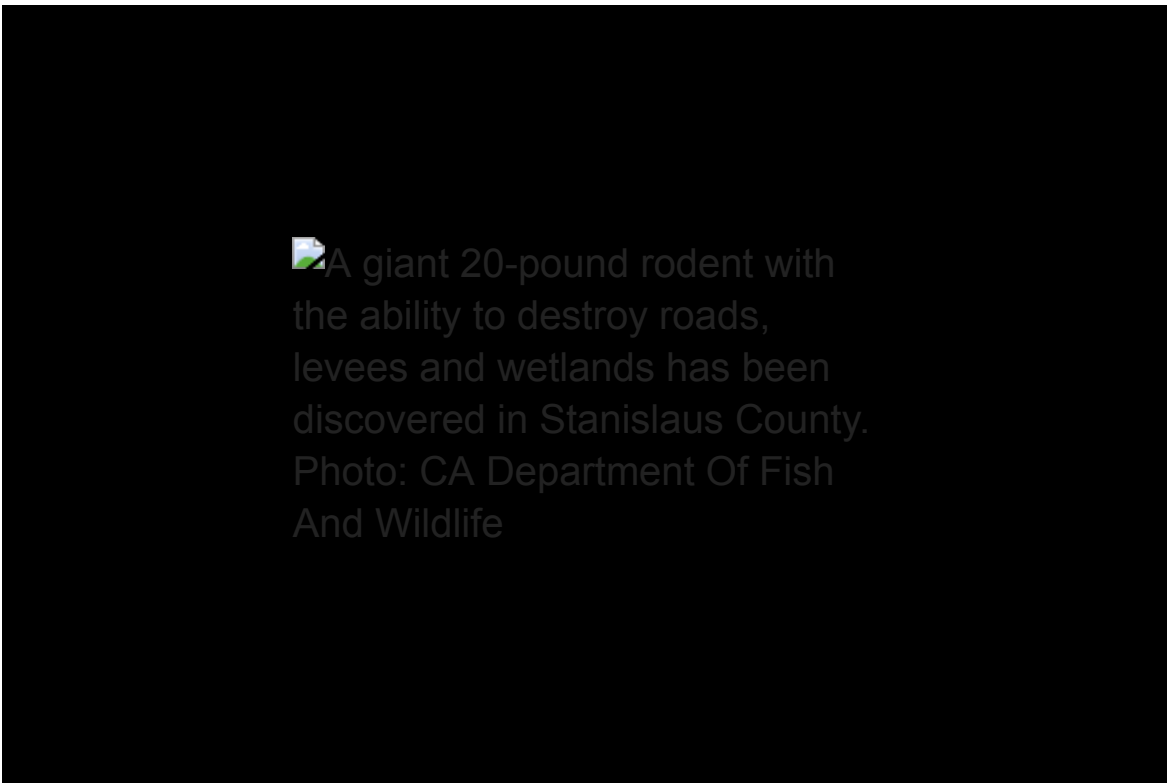 A giant 20-pound rodent with
the ability to destroy roads,
levees and wetlands has been
discovered in Stanislaus County.
Photo: CA Department Of Fish
And Wildlife